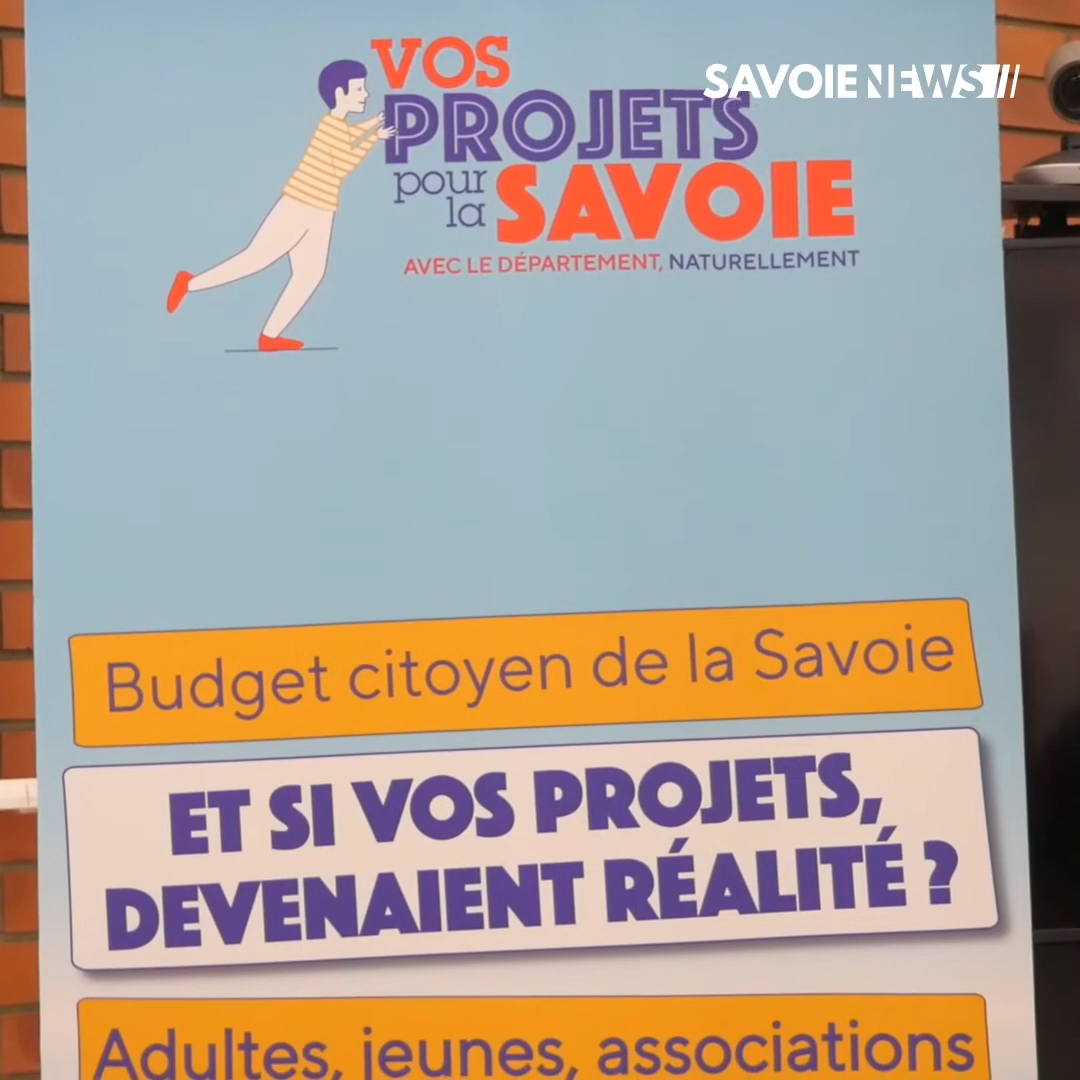 SAVOIE NEWS
VOS
PROJETS
pour la SAVOIE
AVEC LE DÉPARTEMENT, NATURELLEMENT
Budget citoyen de la Savoie
ET SI VOS PROJETS,
DEVENAIENT RÉALITÉ ?
Adultes, jeunes, associations